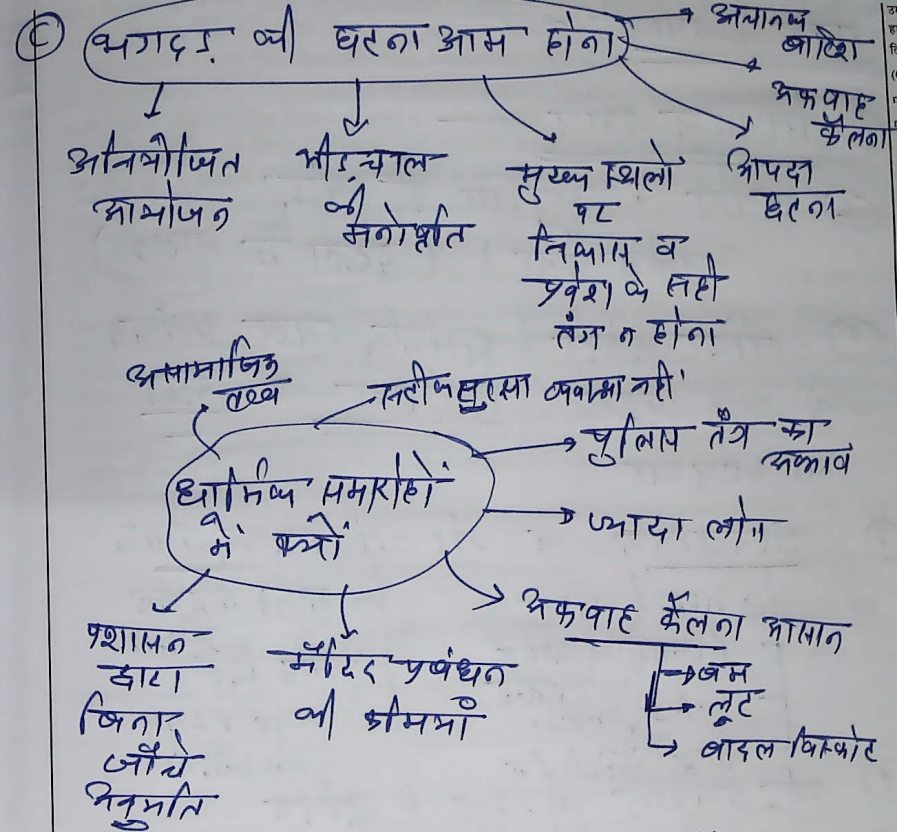 (C) भगदड़ की घटना आम होना
अचानक
बारिश
अफवाह
फैलना
आपदा
घटना
अनियोजित
आयोजन
भीड़चाल
की
मनोवृति
मुख्य स्थलों
पर
निकास व
प्रवेश के सही
तंत्र न होना
असामाजिक
तत्व
सटीक सुरक्षा व्यवस्था नहीं
पुलिस तंत्र का
अभाव
धार्मिक समारोहों
में क्यों
ज्यादा लोग
अफवाह फैलना आसान
बम
लूट
बादल विस्फोट
प्रशासन
द्वारा
बिना
जाँचे
अनुमति
मंदिर प्रबंधन
की कमियाँ